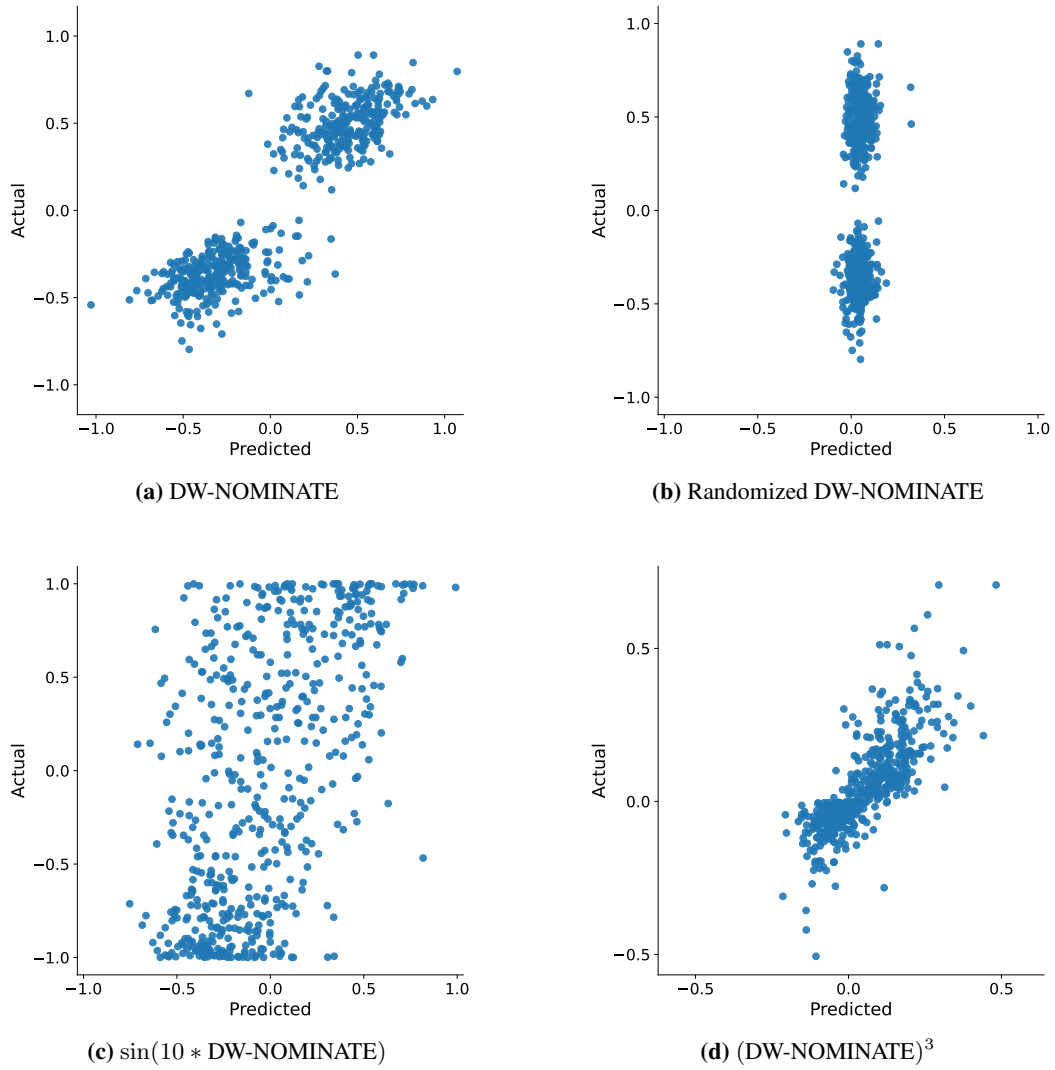 1.0
0.5
0.0
−0.5
−1.0
Actual
−1.0 −0.5 0.0 0.5 1.0
Predicted
(a) DW-NOMINATE
1.0
0.5
0.0
−0.5
−1.0
Actual
−1.0 −0.5 0.0 0.5 1.0
Predicted
(b) Randomized DW-NOMINATE
1.0
0.5
0.0
−0.5
−1.0
Actual
−1.0 −0.5 0.0 0.5 1.0
Predicted
(c) sin(10 ∗ DW-NOMINATE)
0.5
0.0
−0.5
Actual
−0.5 0.0 0.5
Predicted
(d) (DW-NOMINATE)³